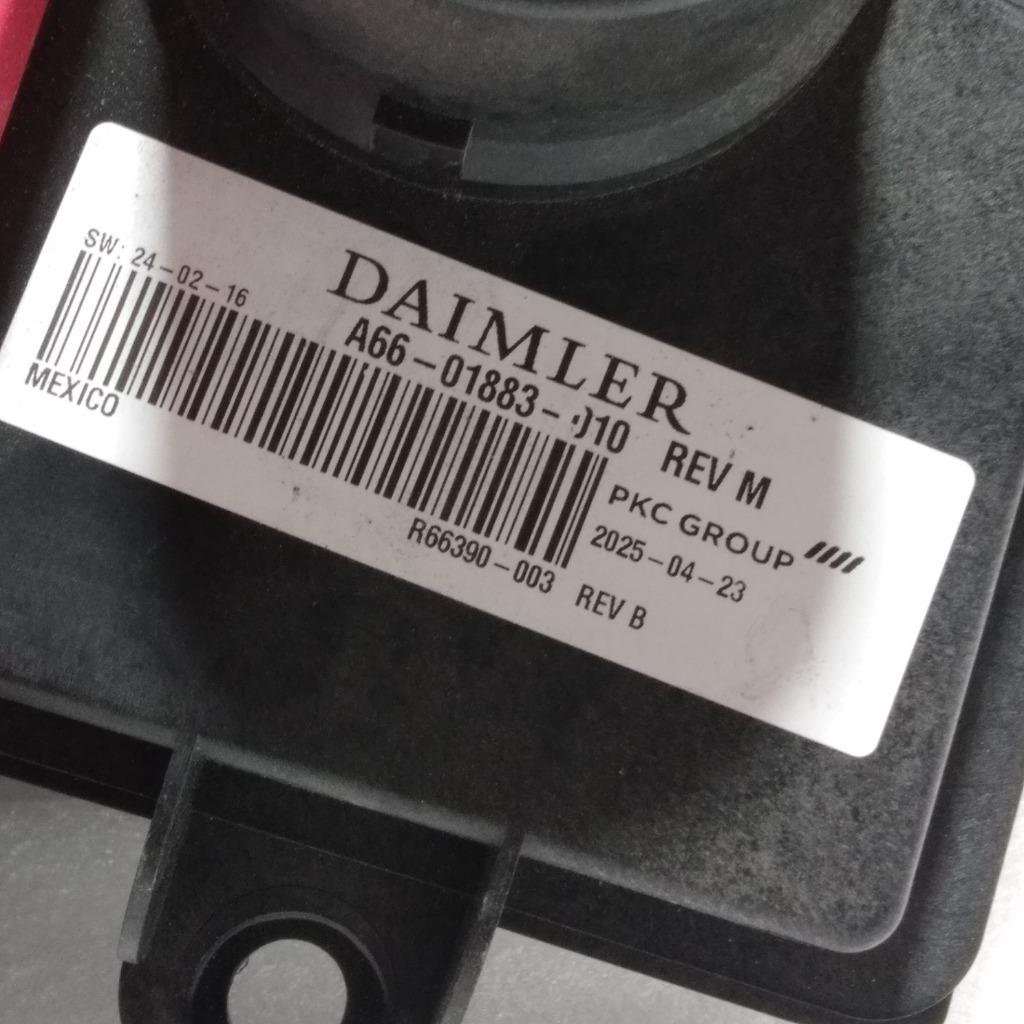 DAIMLER
SW: 24-02-16
A66-01883-010 REV M
MEXICO
PKC GROUP
R66390-003 REV B
2025-04-23